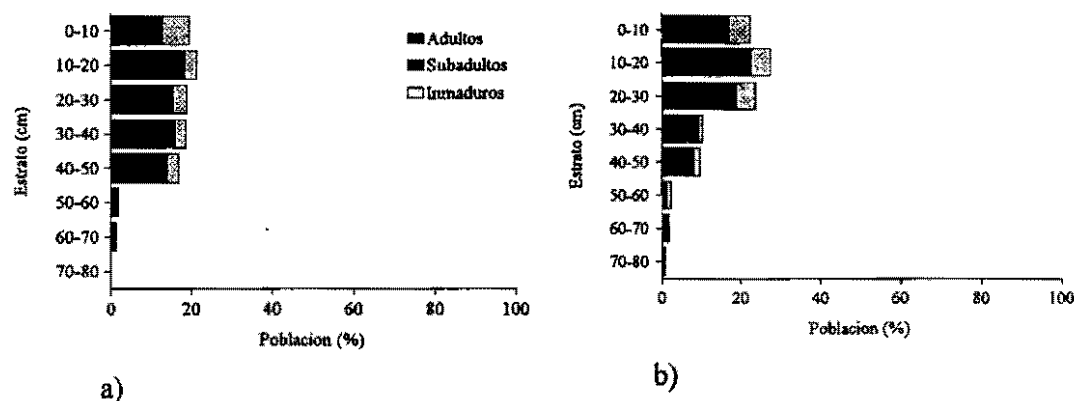 0-10
10-20
20-30
30-40
40-50
50-60
60-70
70-80
Estrato (cm)
0 20 40 60 80 100
Poblacion (%)
Adultos
Subadultos
Inmaduros
a)
0-10
10-20
20-30
30-40
40-50
50-60
60-70
70-80
Estrato (cm)
0 20 40 60 80 100
Poblacion (%)
b)